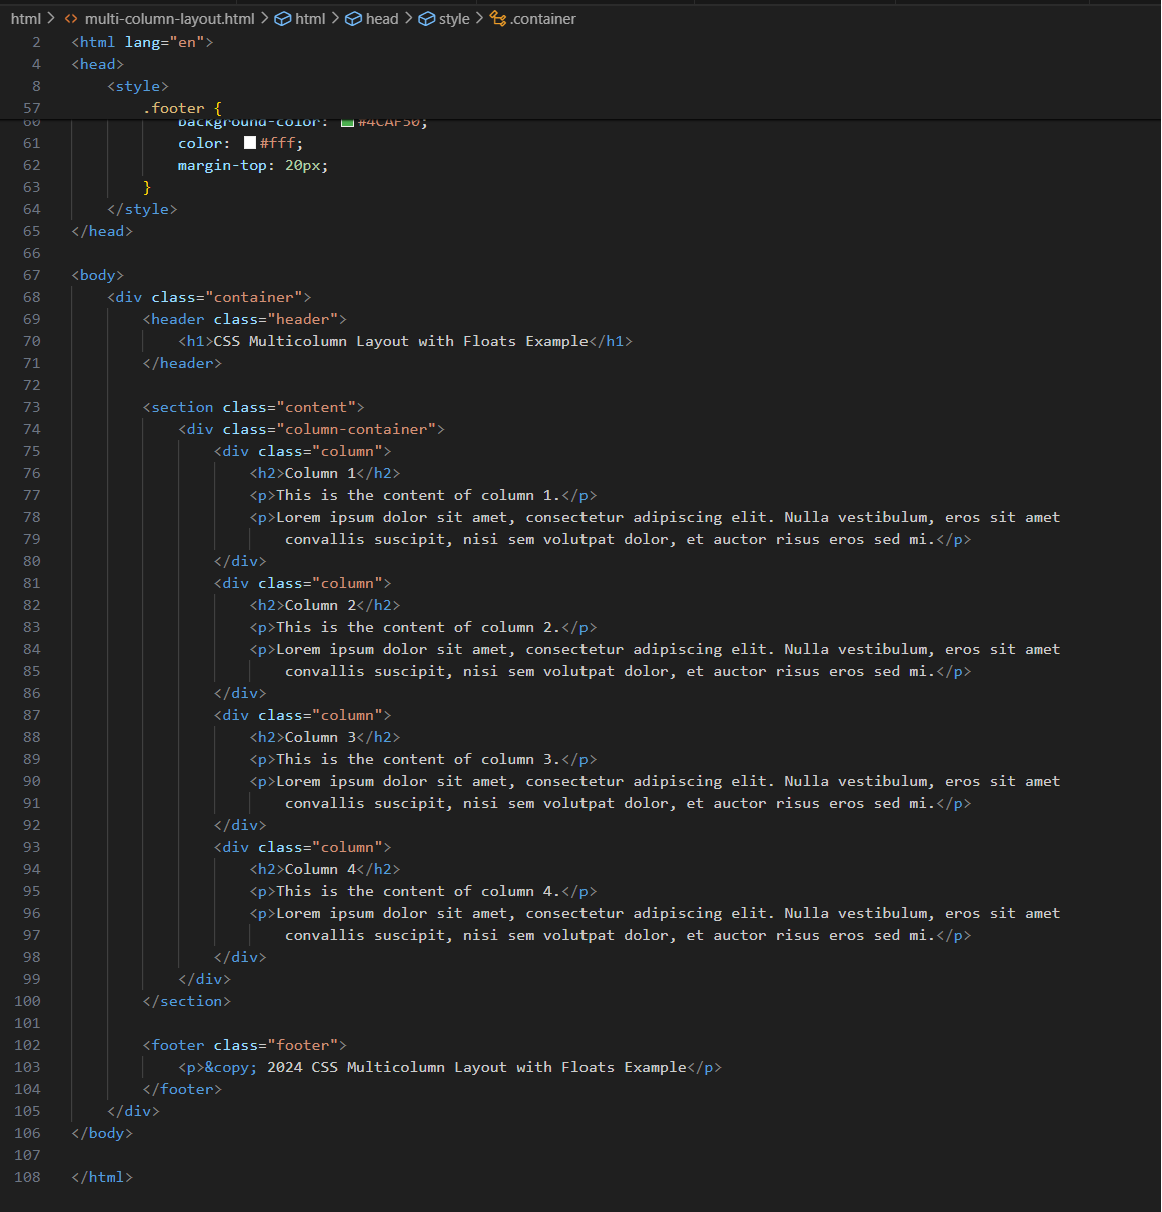 html > <> multi-column-layout.html > html > head > style > .container
2 <html lang="en">
4 <head>
8 <style>
57 .footer {
60 background-color: #4CAF50;
61 color: #fff;
62 margin-top: 20px;
63 }
64 </style>
65 </head>
66
67 <body>
68 <div class="container">
69 <header class="header">
70 <h1>CSS Multicolumn Layout with Floats Example</h1>
71 </header>
72
73 <section class="content">
74 <div class="column-container">
75 <div class="column">
76 <h2>Column 1</h2>
77 <p>This is the content of column 1.</p>
78 <p>Lorem ipsum dolor sit amet, consectetur adipiscing elit. Nulla vestibulum, eros sit amet
79 convallis suscipit, nisi sem volutpat dolor, et auctor risus eros sed mi.</p>
80 </div>
81 <div class="column">
82 <h2>Column 2</h2>
83 <p>This is the content of column 2.</p>
84 <p>Lorem ipsum dolor sit amet, consectetur adipiscing elit. Nulla vestibulum, eros sit amet
85 convallis suscipit, nisi sem volutpat dolor, et auctor risus eros sed mi.</p>
86 </div>
87 <div class="column">
88 <h2>Column 3</h2>
89 <p>This is the content of column 3.</p>
90 <p>Lorem ipsum dolor sit amet, consectetur adipiscing elit. Nulla vestibulum, eros sit amet
91 convallis suscipit, nisi sem volutpat dolor, et auctor risus eros sed mi.</p>
92 </div>
93 <div class="column">
94 <h2>Column 4</h2>
95 <p>This is the content of column 4.</p>
96 <p>Lorem ipsum dolor sit amet, consectetur adipiscing elit. Nulla vestibulum, eros sit amet
97 convallis suscipit, nisi sem volutpat dolor, et auctor risus eros sed mi.</p>
98 </div>
99 </div>
100 </section>
101
102 <footer class="footer">
103 <p>&copy; 2024 CSS Multicolumn Layout with Floats Example</p>
104 </footer>
105 </div>
106 </body>
107
108 </html>